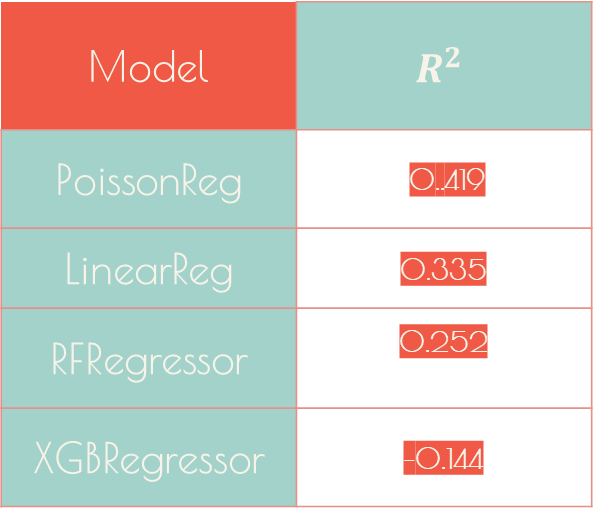 Model
R²
PoissonReg
0..419
LinearReg
0.335
RFRegressor
0.252
XGBRegressor
-0.144